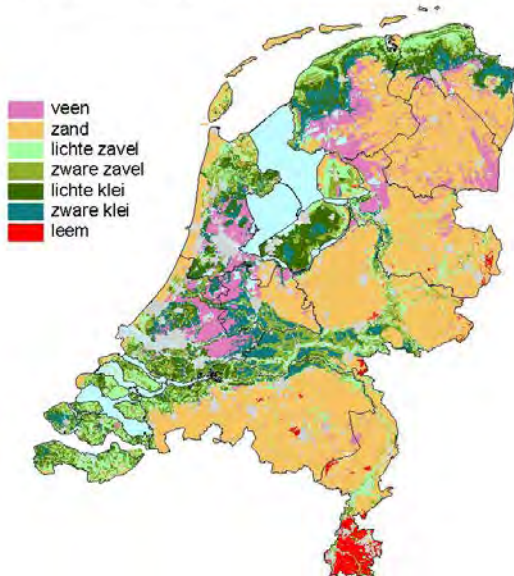 veen
zand
lichte zavel
zware zavel
lichte klei
zware klei
leem